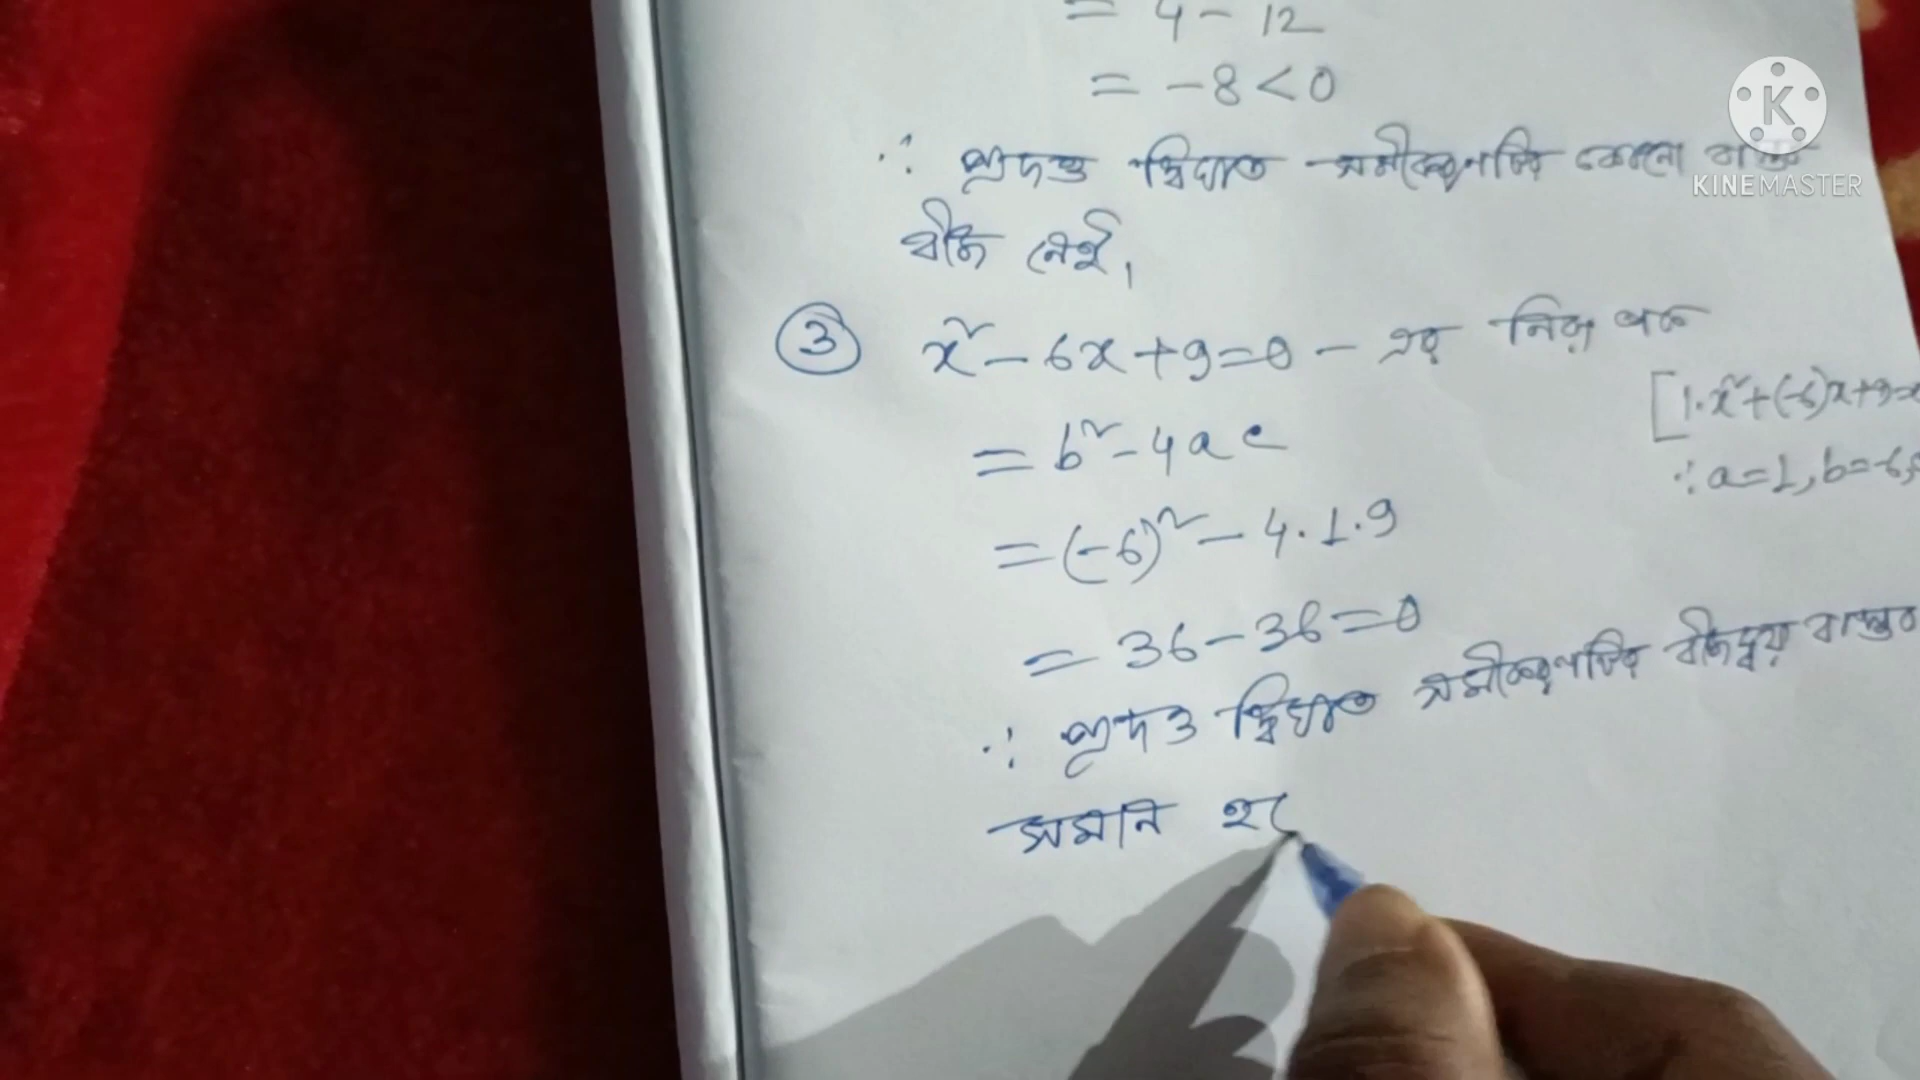 = 4 - 12
= -8 < 0
∴ প্রদত্ত দ্বিঘাত সমীকরণটির কোনো বাস্তব
বীজ নেই।
③ x² - 6x + 9 = 0 - এর নিরূপক
[1·x² + (-6)x + 9 =
= b² - 4ac
∴ a = 1, b = -6,
= (-6)² - 4·1·9
= 36 - 36 = 0
∴ প্রদত্ত দ্বিঘাত সমীকরণটির বীজদ্বয় বাস্তব
সমান
KINEMASTER